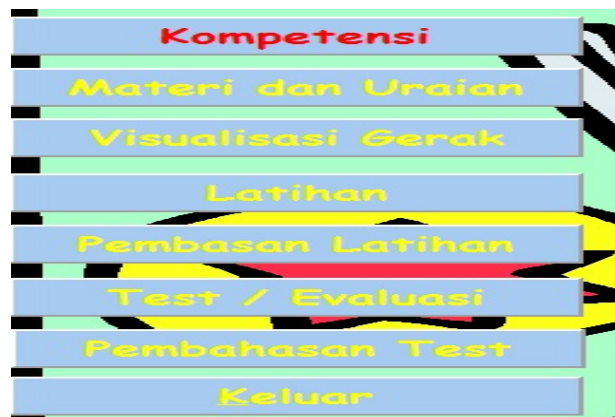 Kompetensi
Materi dan Uraian
Visualisasi Gerak
Latihan
Pembasan Latihan
Test / Evaluasi
Pembahasan Test
Keluar